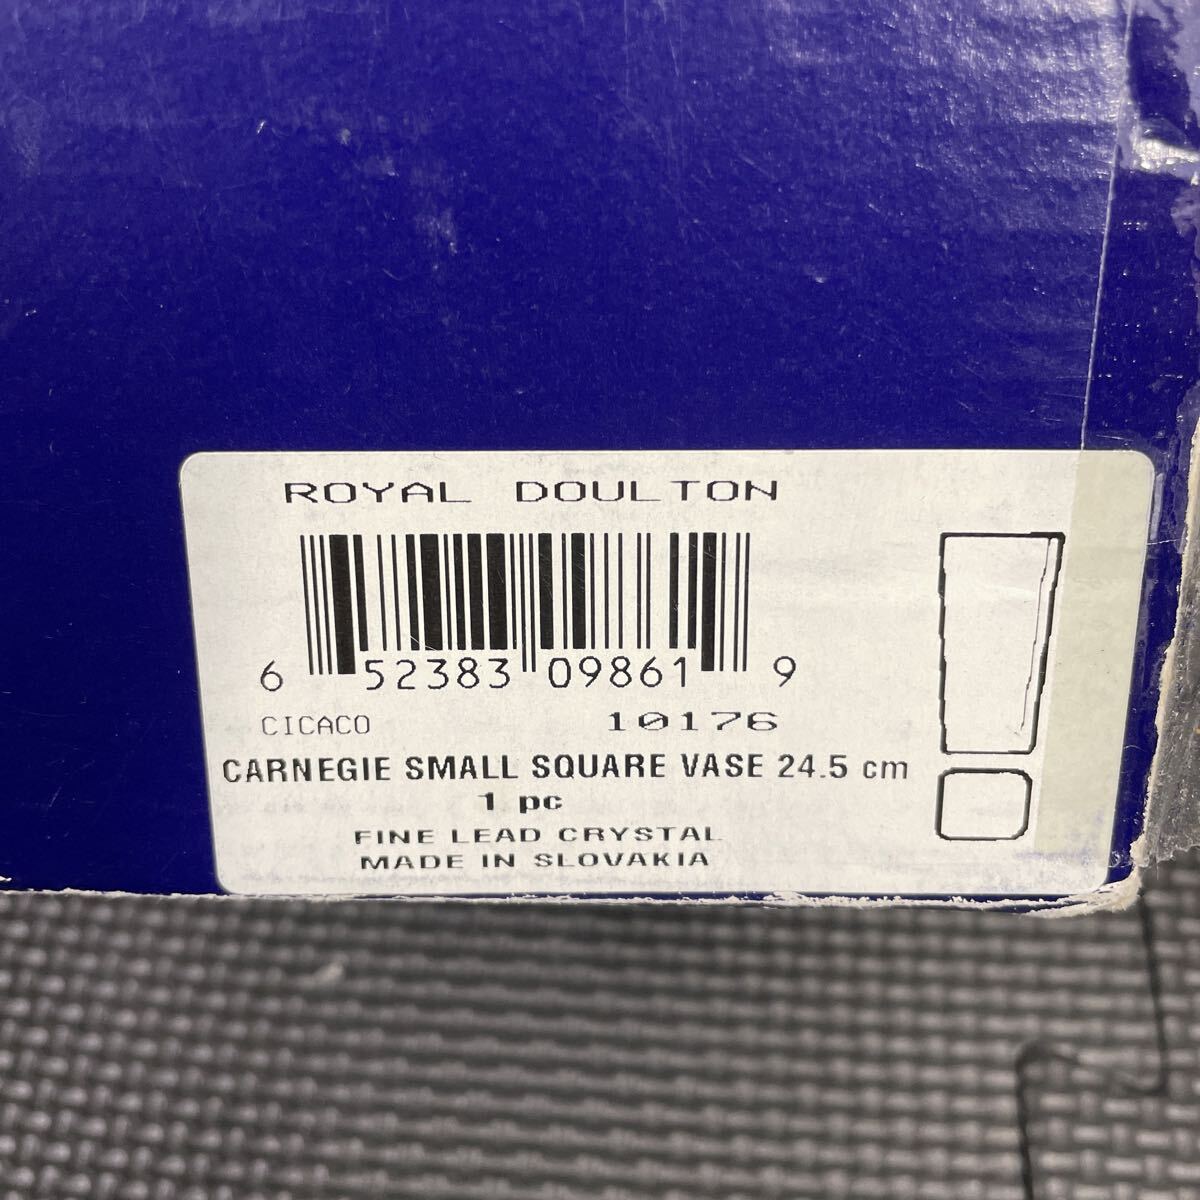 ROYAL DOULTON
6 52383 09861 9
CICACO 10176
CARNEGIE SMALL SQUARE VASE 24.5 cm
1 pc
FINE LEAD CRYSTAL
MADE IN SLOVAKIA